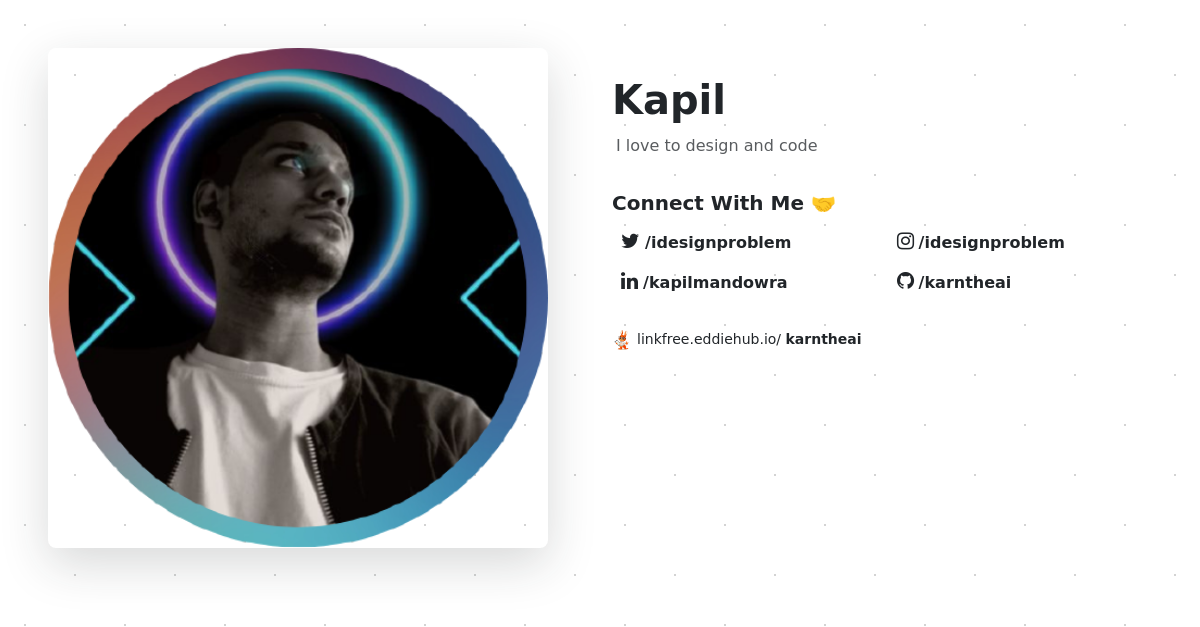 Kapil
I love to design and code
Connect With Me 🤝
/idesignproblem
/idesignproblem
/kapilmandowra
/karntheai
linkfree.eddiehub.io/ karntheai